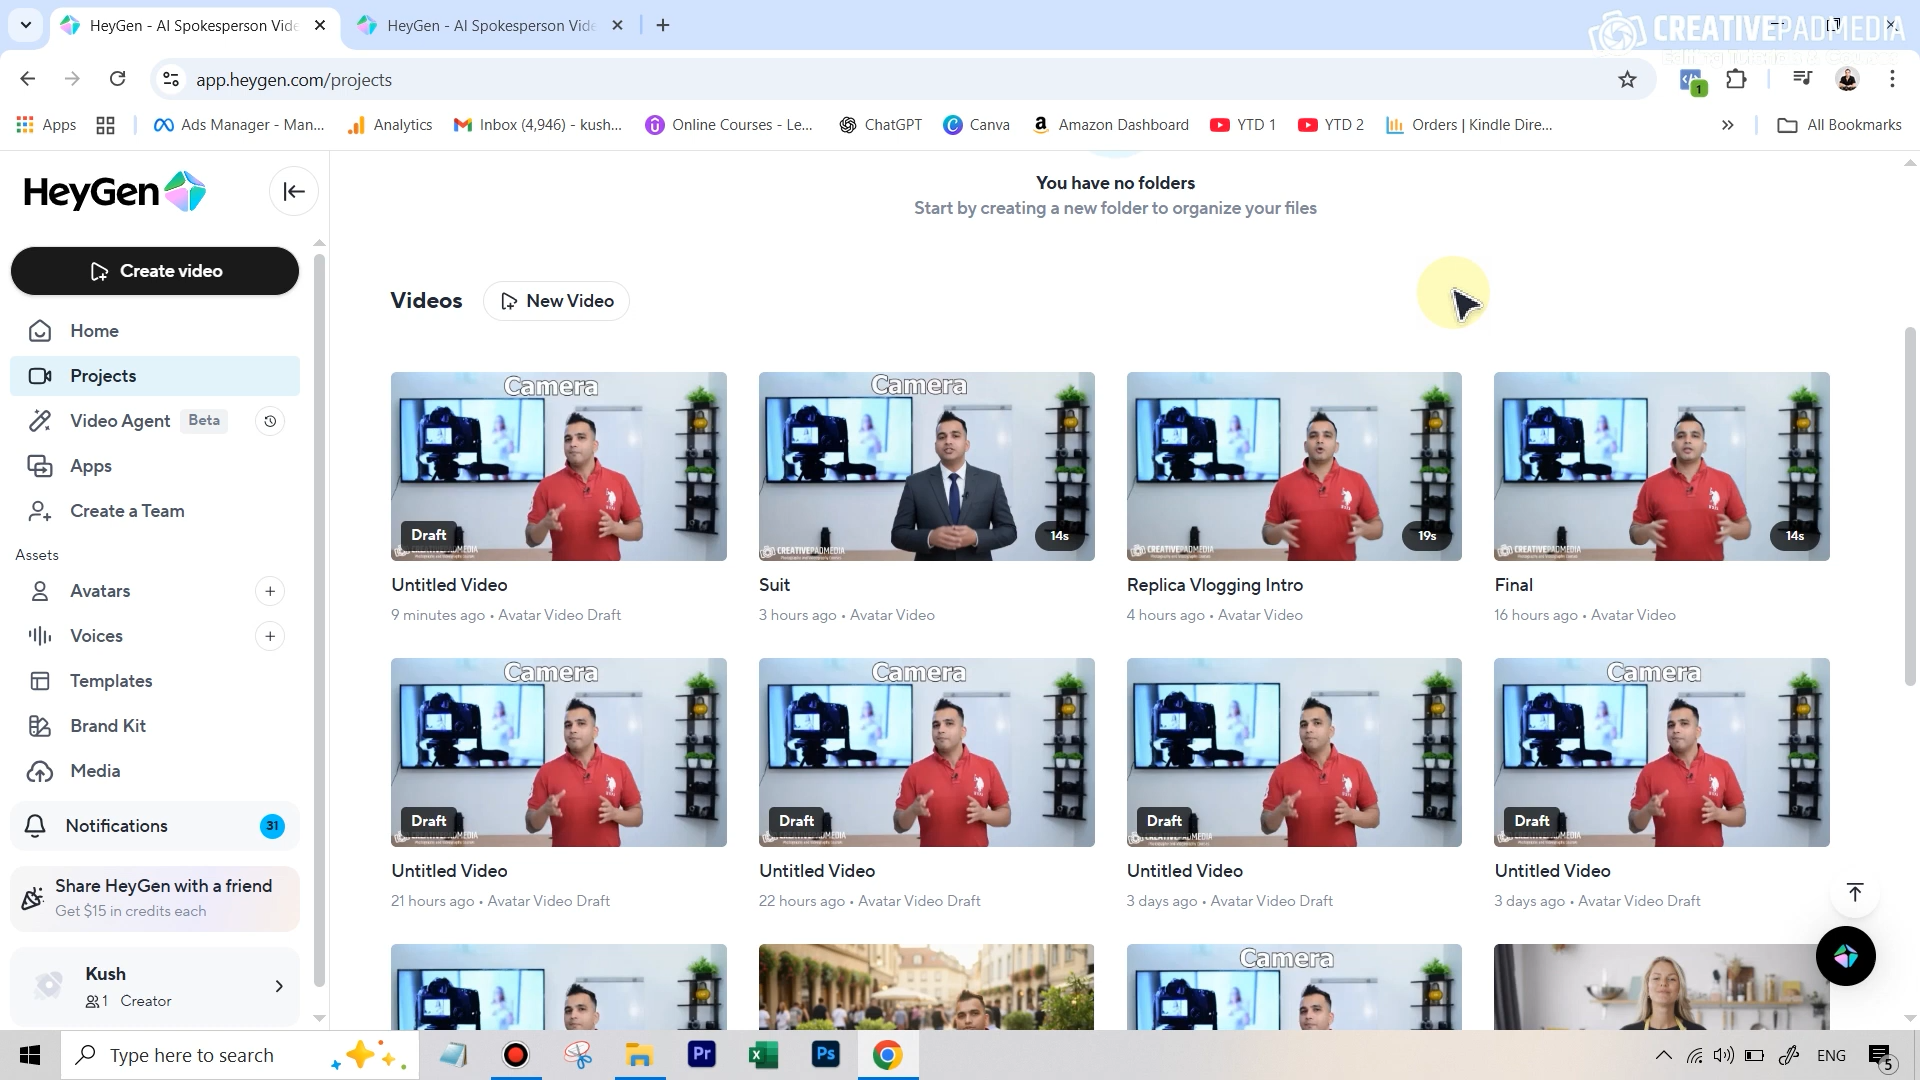 HeyGen - AI Spokesperson Vide
HeyGen - AI Spokesperson Vide
CREATIVEPADMEDIA
app.heygen.com/projects
1
Apps
Ads Manager - Man...
Analytics
Inbox (4,946) - kush...
Online Courses - Le...
ChatGPT
Canva
Amazon Dashboard
YTD 1
YTD 2
Orders | Kindle Dire...
All Bookmarks
HeyGen
Create video
Home
Projects
Video Agent Beta
Apps
Create a Team
Assets
Avatars
Voices
Templates
Brand Kit
Media
Notifications 31
Share HeyGen with a friend
Get $15 in credits each
Kush
1 Creator
You have no folders
Start by creating a new folder to organize your files
Videos
New Video
Camera
Draft
CREATIVEPADMEDIA
Untitled Video
9 minutes ago • Avatar Video Draft
Camera
14s
CREATIVEPADMEDIA
Suit
3 hours ago • Avatar Video
19s
CREATIVEPADMEDIA
Replica Vlogging Intro
4 hours ago • Avatar Video
14s
CREATIVEPADMEDIA
Final
16 hours ago • Avatar Video
Camera
Draft
Untitled Video
21 hours ago • Avatar Video Draft
Camera
Draft
Untitled Video
22 hours ago • Avatar Video Draft
Draft
Untitled Video
3 days ago • Avatar Video Draft
Camera
Draft
Untitled Video
3 days ago • Avatar Video Draft
Camera
Type here to search
Pr
Ps
ENG
5